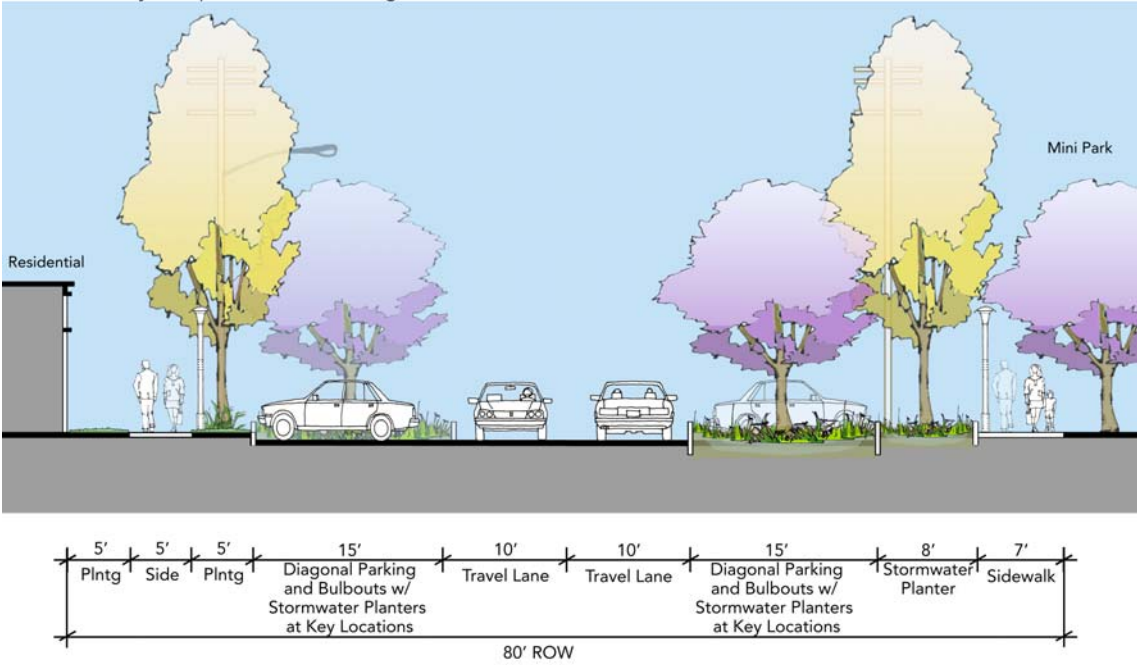 Mini Park
Residential
5' 5' 5' 15' 10' 10' 15' 8' 7'
Plntg Side Plntg Diagonal Parking Travel Lane Travel Lane Diagonal Parking Stormwater Sidewalk
and Bulbouts w/ and Bulbouts w/ Planter
Stormwater Planters Stormwater Planters
at Key Locations at Key Locations
80' ROW